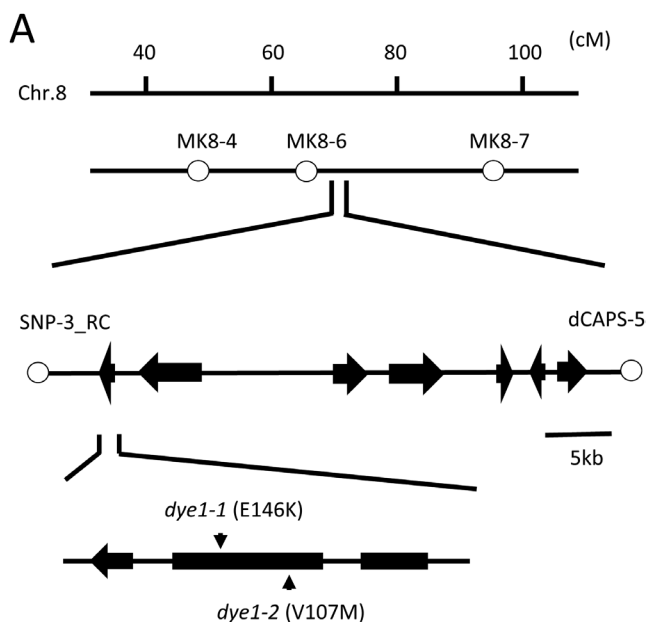 A
40 60 80 100 (cM)
Chr.8
MK8-4 MK8-6 MK8-7
SNP-3_RC dCAPS-5
5kb
dye1-1 (E146K)
dye1-2 (V107M)